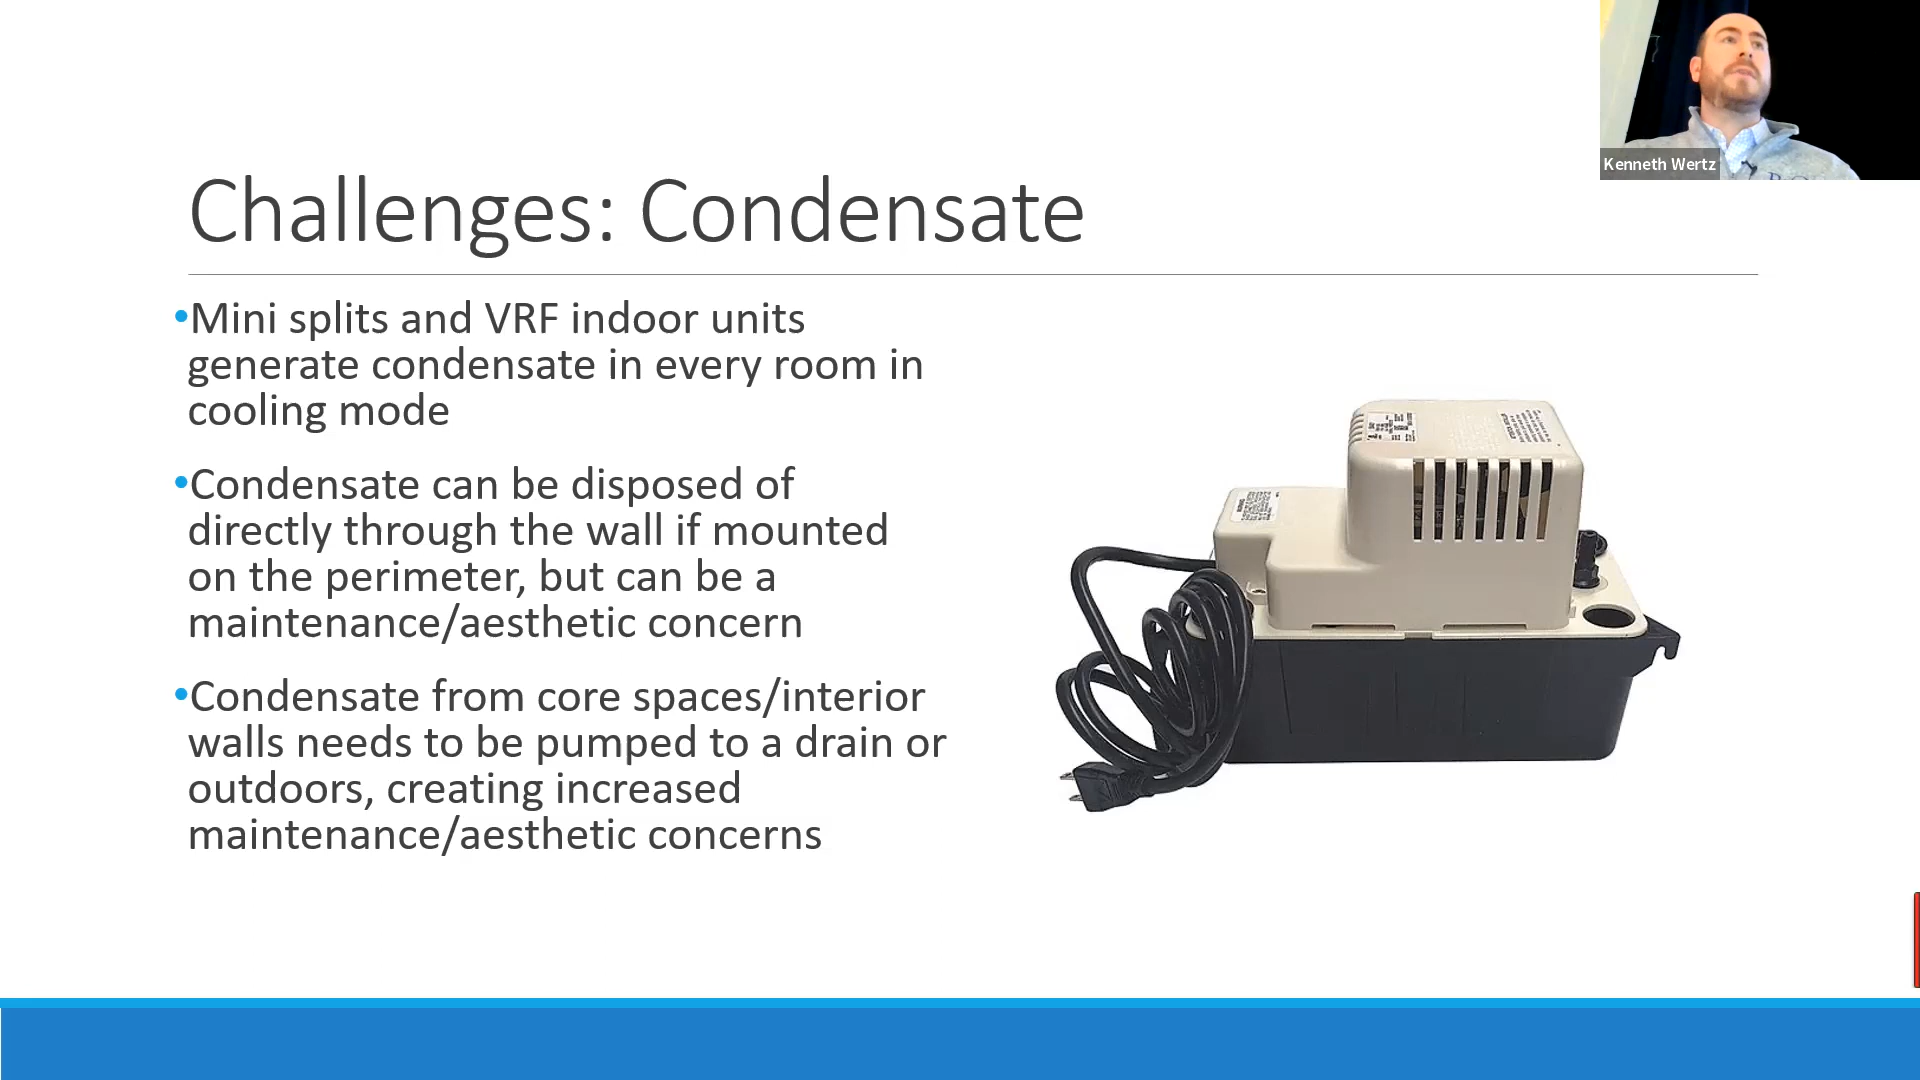 Kenneth Wertz
Challenges: Condensate
•Mini splits and VRF indoor units
generate condensate in every room in
cooling mode
•Condensate can be disposed of
directly through the wall if mounted
on the perimeter, but can be a
maintenance/aesthetic concern
•Condensate from core spaces/interior
walls needs to be pumped to a drain or
outdoors, creating increased
maintenance/aesthetic concerns